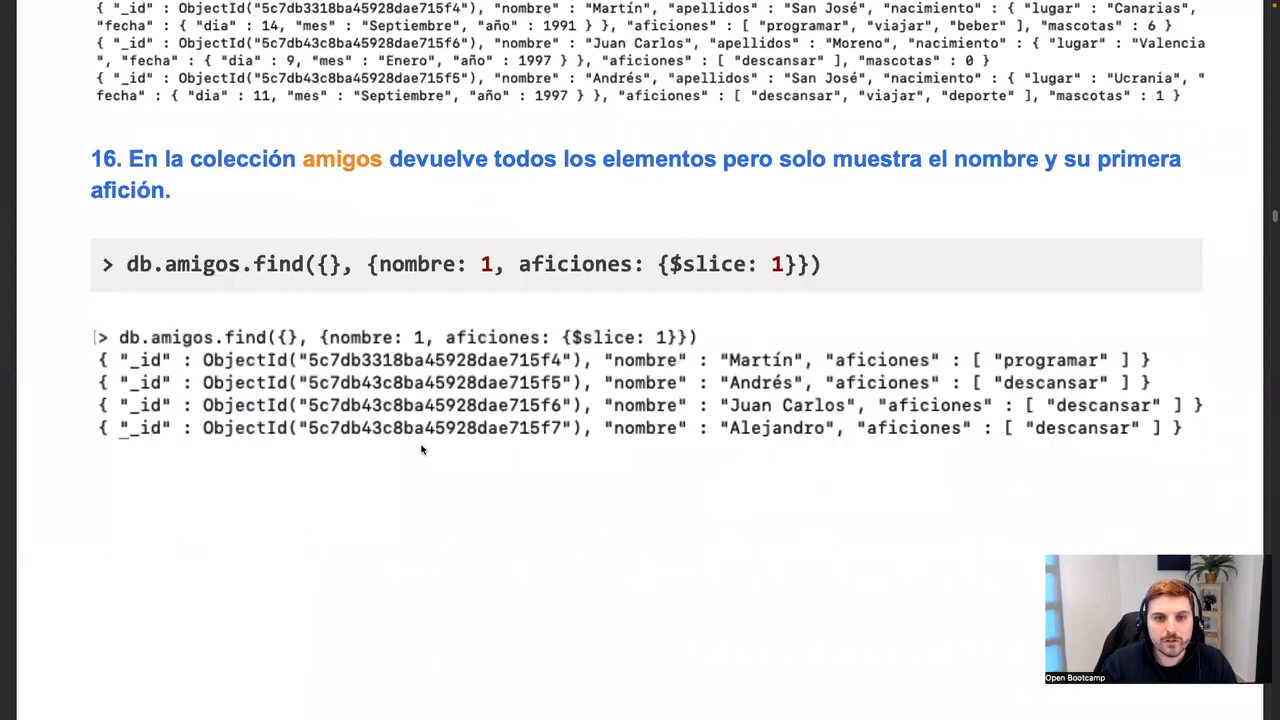 { "_id" : ObjectId("5c7db3318ba45928dae715f4"), "nombre" : "Martín", "apellidos" : "San José", "nacimiento" : { "lugar" : "Canarias",
"fecha" : { "dia" : 14, "mes" : "Septiembre", "año" : 1991 } }, "aficiones" : [ "programar", "viajar", "beber" ], "mascotas" : 6 }
{ "_id" : ObjectId("5c7db43c8ba45928dae715f6"), "nombre" : "Juan Carlos", "apellidos" : "Moreno", "nacimiento" : { "lugar" : "Valencia
", "fecha" : { "dia" : 9, "mes" : "Enero", "año" : 1997 } }, "aficiones" : [ "descansar" ], "mascotas" : 0 }
{ "_id" : ObjectId("5c7db43c8ba45928dae715f5"), "nombre" : "Andrés", "apellidos" : "San José", "nacimiento" : { "lugar" : "Ucrania", "
fecha" : { "dia" : 11, "mes" : "Septiembre", "año" : 1997 } }, "aficiones" : [ "descansar", "viajar", "deporte" ], "mascotas" : 1 }
16. En la colección amigos devuelve todos los elementos pero solo muestra el nombre y su primera
afición.
> db.amigos.find({}, {nombre: 1, aficiones: {$slice: 1}})
[> db.amigos.find({}, {nombre: 1, aficiones: {$slice: 1}})
{ "_id" : ObjectId("5c7db3318ba45928dae715f4"), "nombre" : "Martín", "aficiones" : [ "programar" ] }
{ "_id" : ObjectId("5c7db43c8ba45928dae715f5"), "nombre" : "Andrés", "aficiones" : [ "descansar" ] }
{ "_id" : ObjectId("5c7db43c8ba45928dae715f6"), "nombre" : "Juan Carlos", "aficiones" : [ "descansar" ] }
{ "_id" : ObjectId("5c7db43c8ba45928dae715f7"), "nombre" : "Alejandro", "aficiones" : [ "descansar" ] }
Open Bootcamp